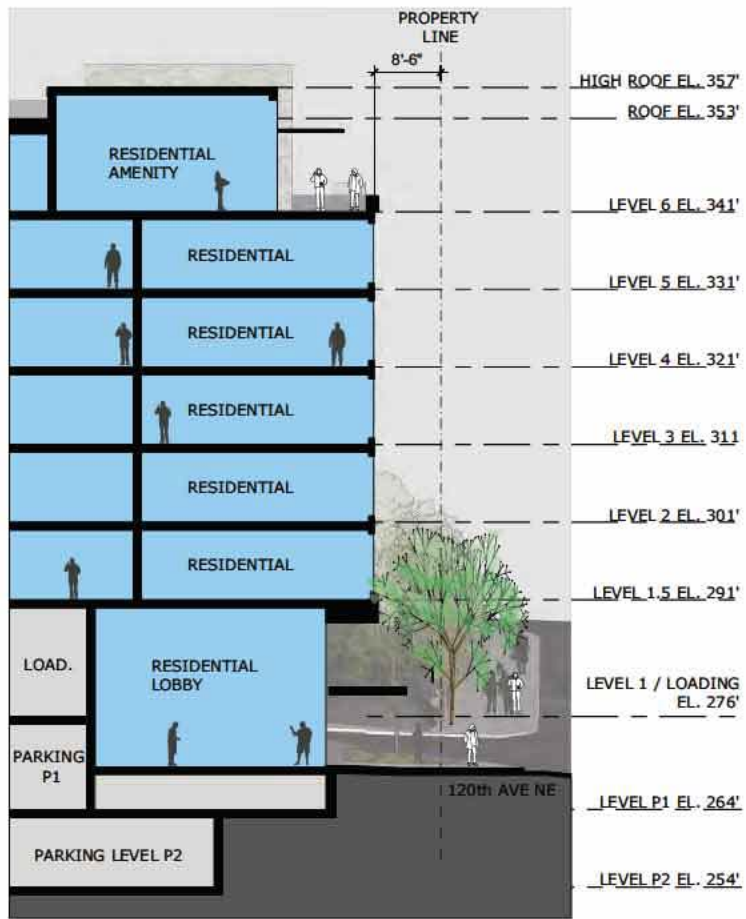 PROPERTY
LINE
8'-6"
HIGH ROOF EL. 357'
ROOF EL. 353'
RESIDENTIAL
AMENITY
LEVEL 6 EL. 341'
RESIDENTIAL
LEVEL 5 EL. 331'
RESIDENTIAL
LEVEL 4 EL. 321'
RESIDENTIAL
LEVEL 3 EL. 311
RESIDENTIAL
LEVEL 2 EL. 301'
RESIDENTIAL
LEVEL 1.5 EL. 291'
LOAD.
RESIDENTIAL
LOBBY
LEVEL 1 / LOADING
EL. 276'
PARKING
P1
120th AVE NE
LEVEL P1 EL. 264'
PARKING LEVEL P2
LEVEL P2 EL. 254'